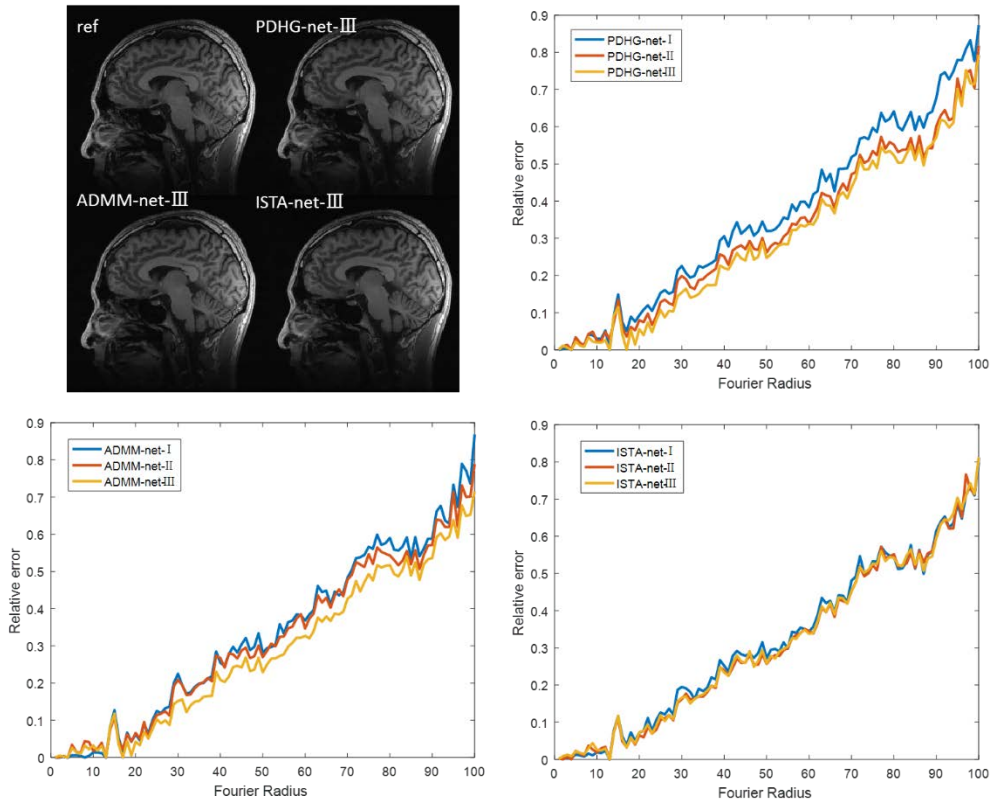 ref
PDHG-net-Ⅲ
ADMM-net-Ⅲ
ISTA-net-Ⅲ
PDHG-net-Ⅰ
PDHG-net-Ⅱ
PDHG-net-Ⅲ
Relative error
0.9
0.8
0.7
0.6
0.5
0.4
0.3
0.2
0.1
0
0 10 20 30 40 50 60 70 80 90 100
Fourier Radius
ADMM-net-Ⅰ
ADMM-net-Ⅱ
ADMM-net-Ⅲ
Relative error
0.9
0.8
0.7
0.6
0.5
0.4
0.3
0.2
0.1
0
0 10 20 30 40 50 60 70 80 90 100
Fourier Radius
ISTA-net-Ⅰ
ISTA-net-Ⅱ
ISTA-net-Ⅲ
Relative error
0.9
0.8
0.7
0.6
0.5
0.4
0.3
0.2
0.1
0
0 10 20 30 40 50 60 70 80 90 100
Fourier Radius